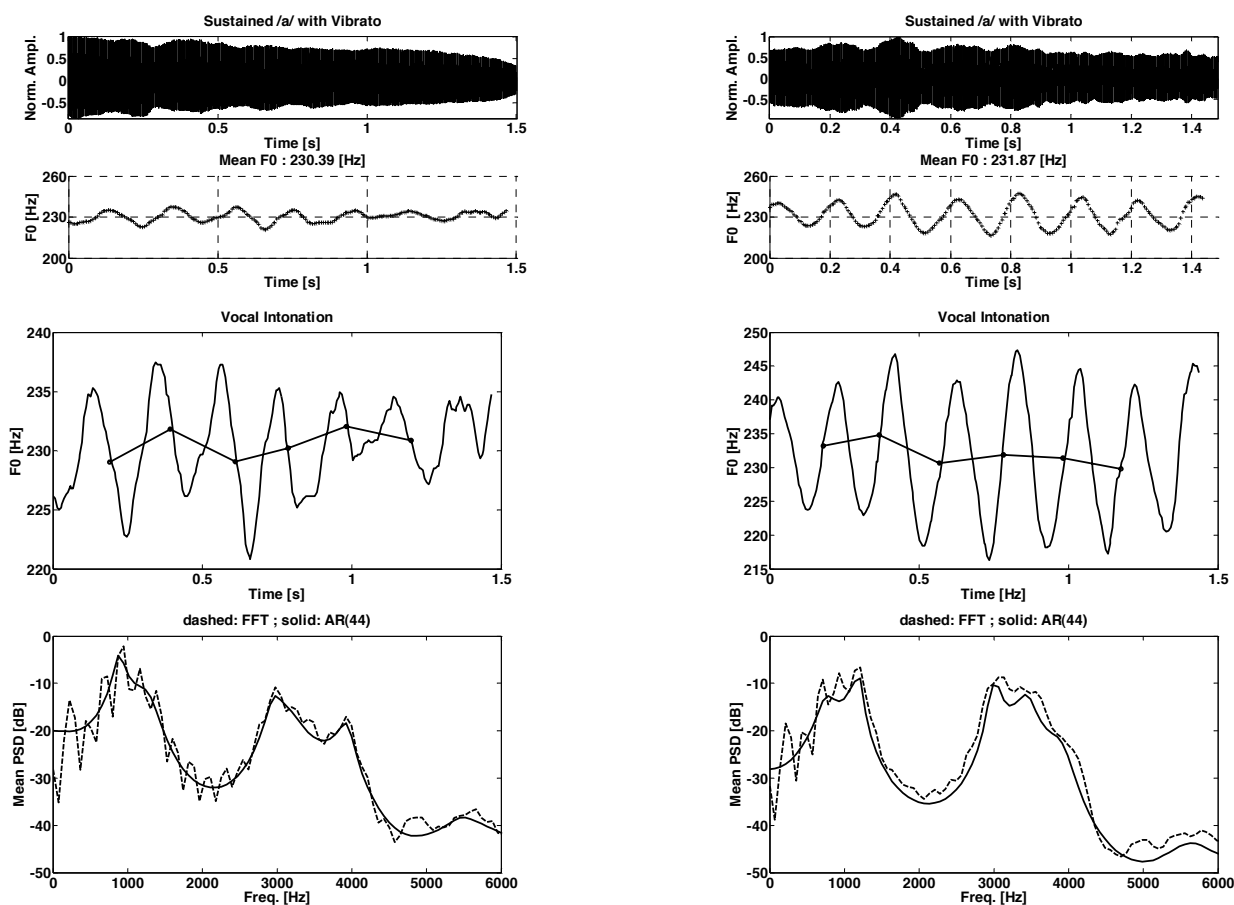 Sustained /a/ with Vibrato
Norm. Ampl.
1
0.5
0
-0.5
0 0.5 1 1.5
Time [s]
Mean F0 : 230.39 [Hz]
F0 [Hz]
260
230
200
0 0.5 1 1.5
Time [s]
Vocal Intonation
F0 [Hz]
240
235
230
225
220
0 0.5 1 1.5
Time [s]
dashed: FFT ; solid: AR(44)
Mean PSD [dB]
0
-10
-20
-30
-40
-50
0 1000 2000 3000 4000 5000 6000
Freq. [Hz]
Sustained /a/ with Vibrato
Norm. Ampl.
1
0.5
0
-0.5
0 0.2 0.4 0.6 0.8 1 1.2 1.4
Time [s]
Mean F0 : 231.87 [Hz]
F0 [Hz]
260
230
200
0 0.2 0.4 0.6 0.8 1 1.2 1.4
Time [s]
Vocal Intonation
F0 [Hz]
250
245
240
235
230
225
220
215
0 0.5 1 1.5
Time [Hz]
dashed: FFT ; solid: AR(44)
Mean PSD [dB]
0
-10
-20
-30
-40
-50
0 1000 2000 3000 4000 5000 6000
Freq. [Hz]